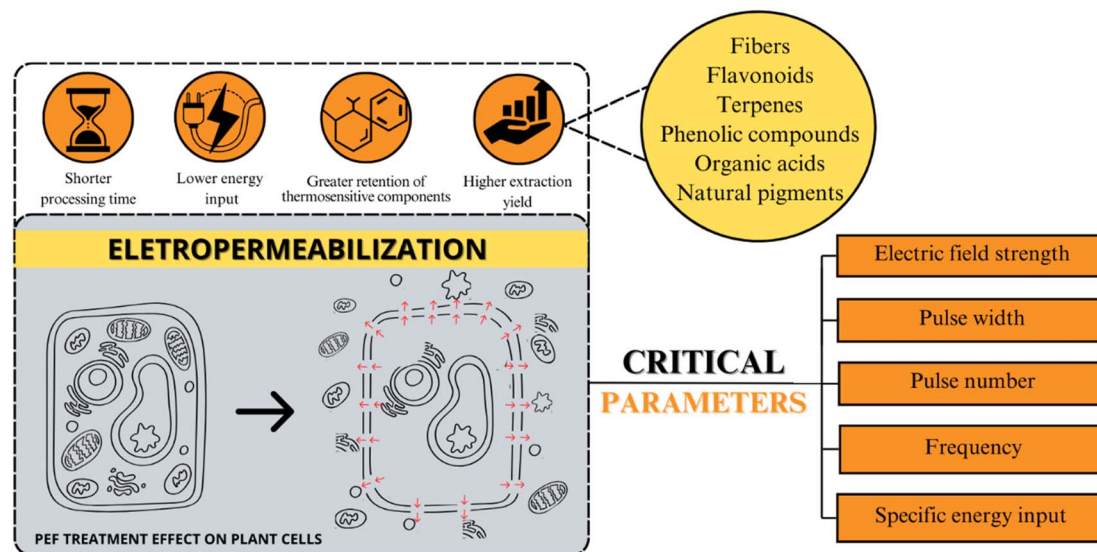 Fibers
Flavonoids
Terpenes
Phenolic compounds
Organic acids
Natural pigments
Shorter
processing time
Lower energy
input
Greater retention of
thermosensitive components
Higher extraction
yield
ELETROPERMEABILIZATION
PEF TREATMENT EFFECT ON PLANT CELLS
CRITICAL
PARAMETERS
Electric field strength
Pulse width
Pulse number
Frequency
Specific energy input